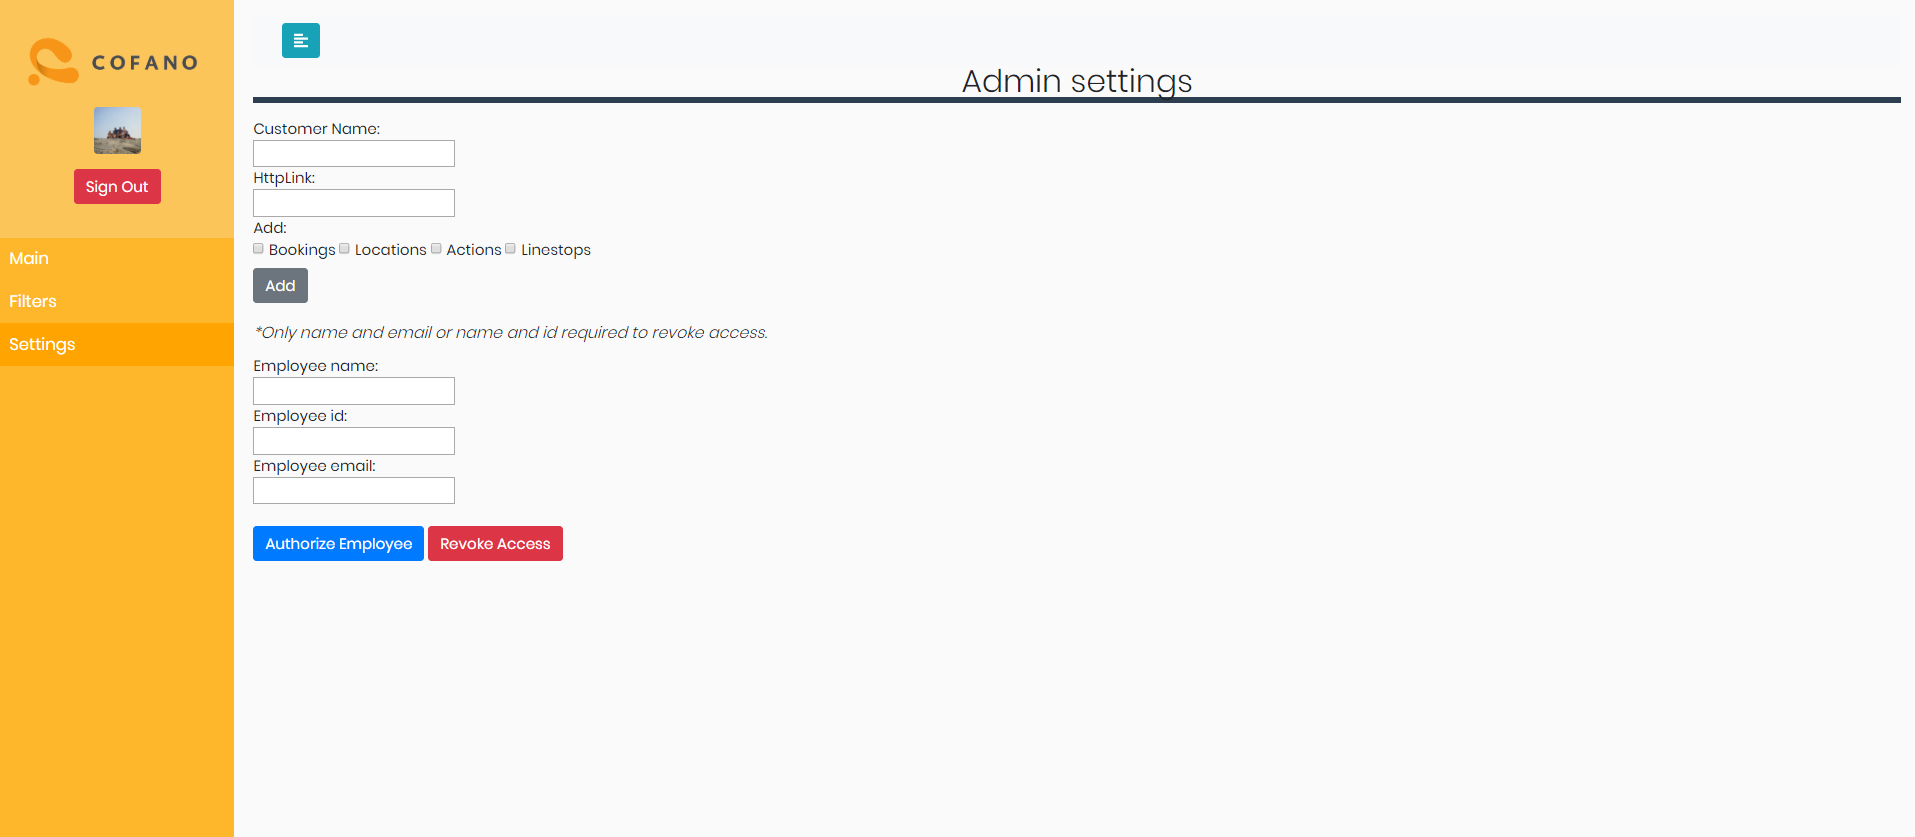 COFANO
Sign Out
Main
Filters
Settings
Admin settings
Customer Name:
HttpLink:
Add:
Bookings Locations Actions Linestops
Add
*Only name and email or name and id required to revoke access.
Employee name:
Employee id:
Employee email:
Authorize Employee Revoke Access